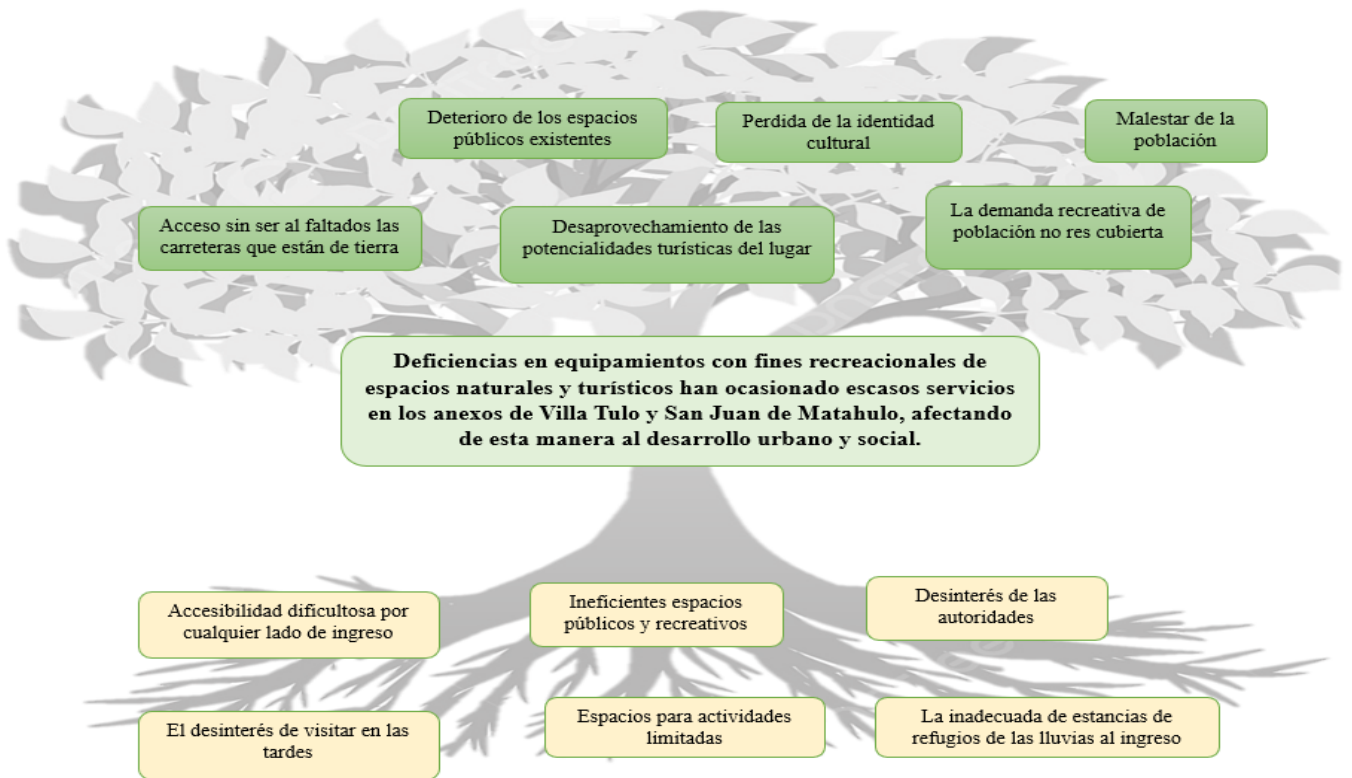 Deterioro de los espacios
públicos existentes
Perdida de la identidad
cultural
Malestar de la
población
Acceso sin ser al faltados las
carreteras que están de tierra
Desaprovechamiento de las
potencialidades turísticas del lugar
La demanda recreativa de
población no res cubierta
Deficiencias en equipamientos con fines recreacionales de
espacios naturales y turísticos han ocasionado escasos servicios
en los anexos de Villa Tulo y San Juan de Matahulo, afectando
de esta manera al desarrollo urbano y social.
Accesibilidad dificultosa por
cualquier lado de ingreso
Ineficientes espacios
públicos y recreativos
Desinterés de las
autoridades
El desinterés de visitar en las
tardes
Espacios para actividades
limitadas
La inadecuada de estancias de
refugios de las lluvias al ingreso